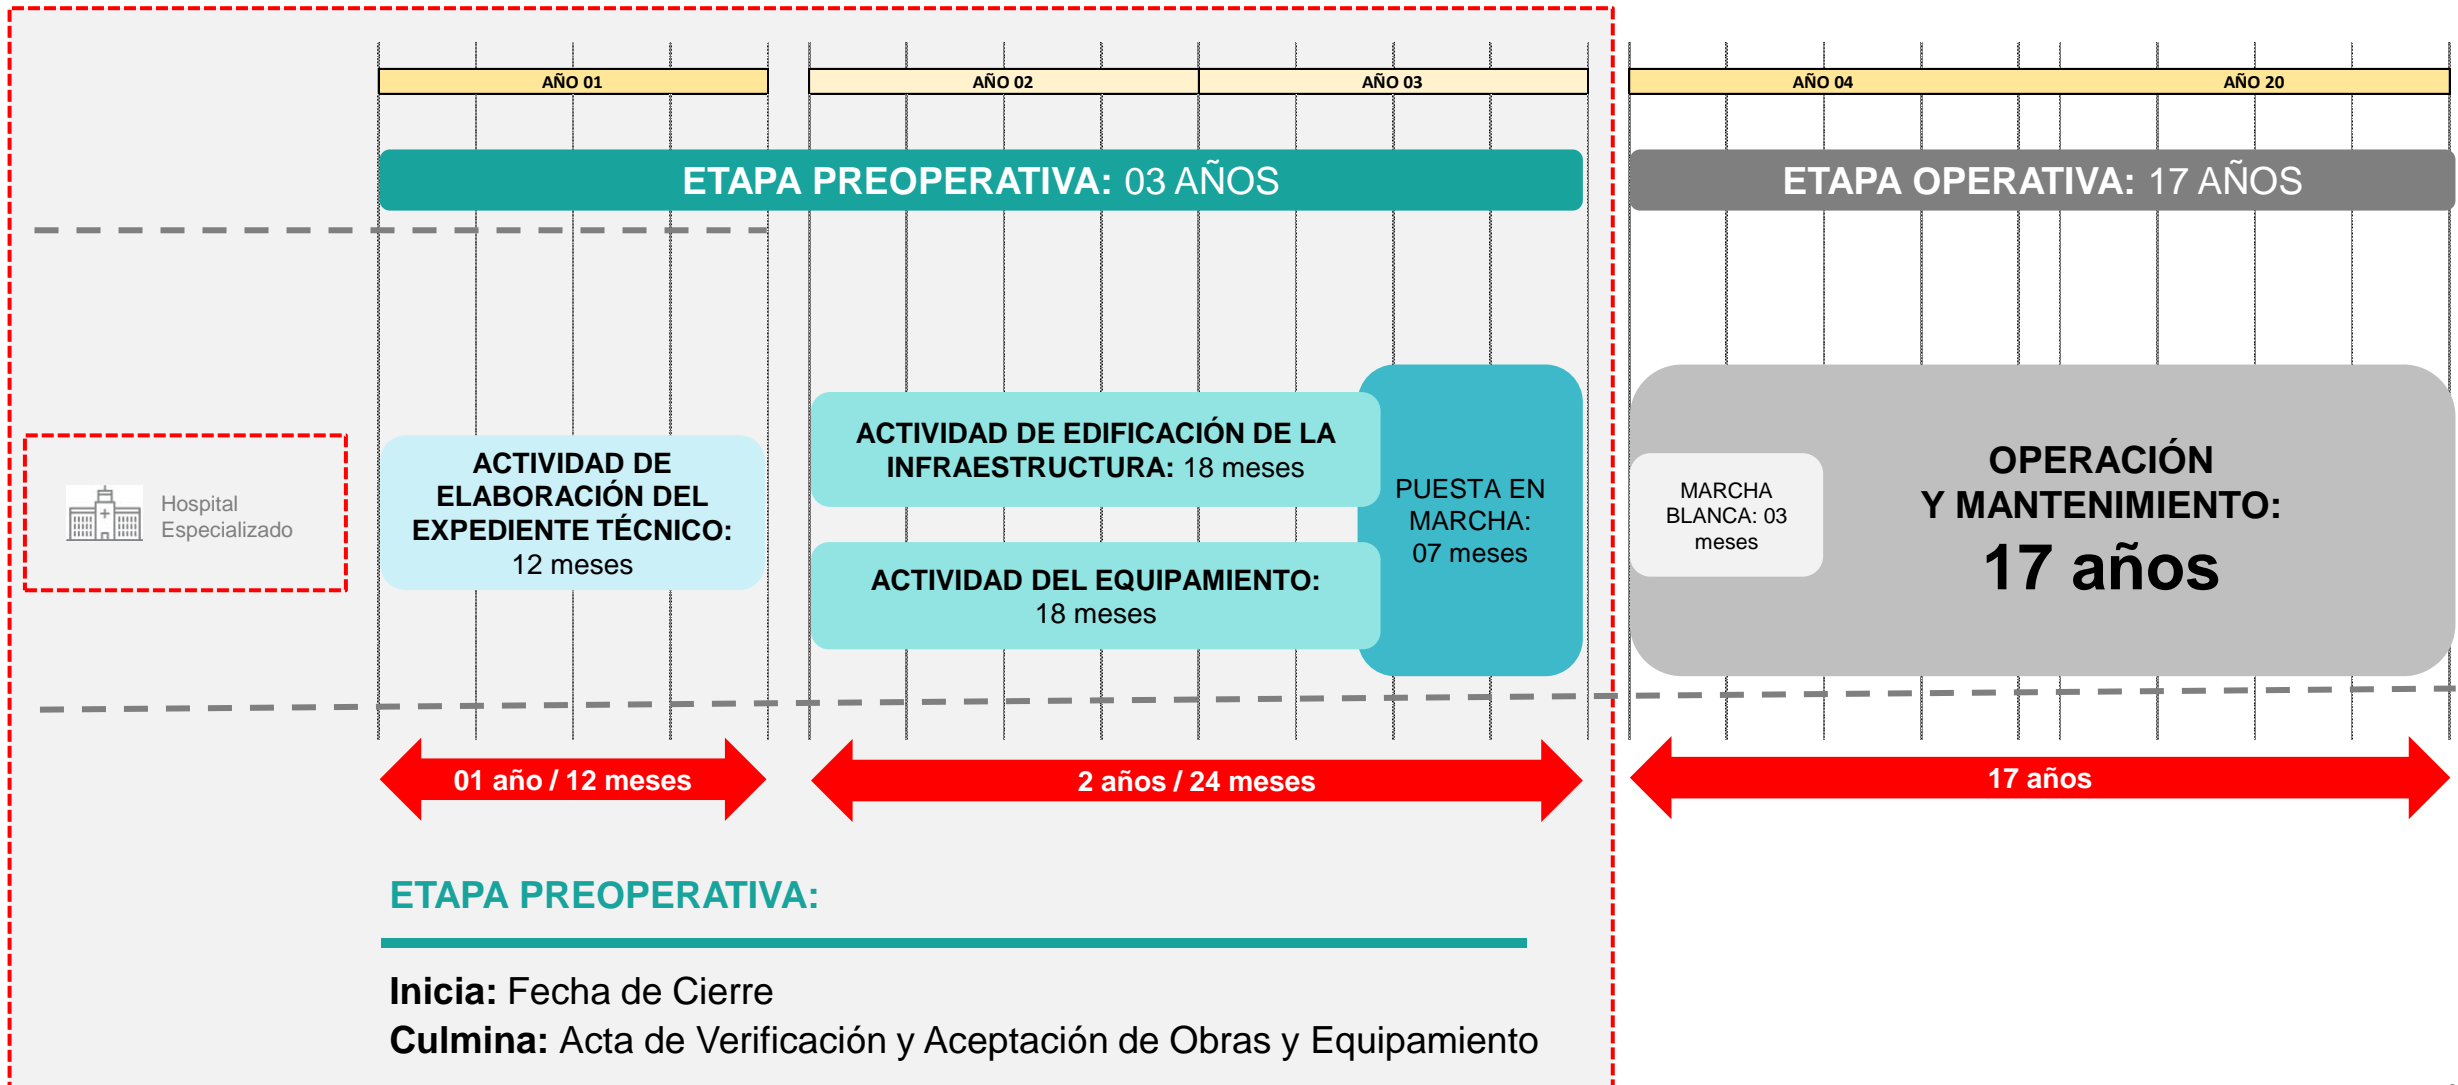 AÑO 01
AÑO 02
AÑO 03
AÑO 04
AÑO 20
ETAPA PREOPERATIVA: 03 AÑOS
ETAPA OPERATIVA: 17 AÑOS
Hospital
Especializado
ACTIVIDAD DE
ELABORACIÓN DEL
EXPEDIENTE TÉCNICO:
12 meses
ACTIVIDAD DE EDIFICACIÓN DE LA
INFRAESTRUCTURA: 18 meses
ACTIVIDAD DEL EQUIPAMIENTO:
18 meses
PUESTA EN
MARCHA:
07 meses
MARCHA
BLANCA: 03
meses
OPERACIÓN
Y MANTENIMIENTO:
17 años
01 año / 12 meses
2 años / 24 meses
17 años
ETAPA PREOPERATIVA:
Inicia: Fecha de Cierre
Culmina: Acta de Verificación y Aceptación de Obras y Equipamiento